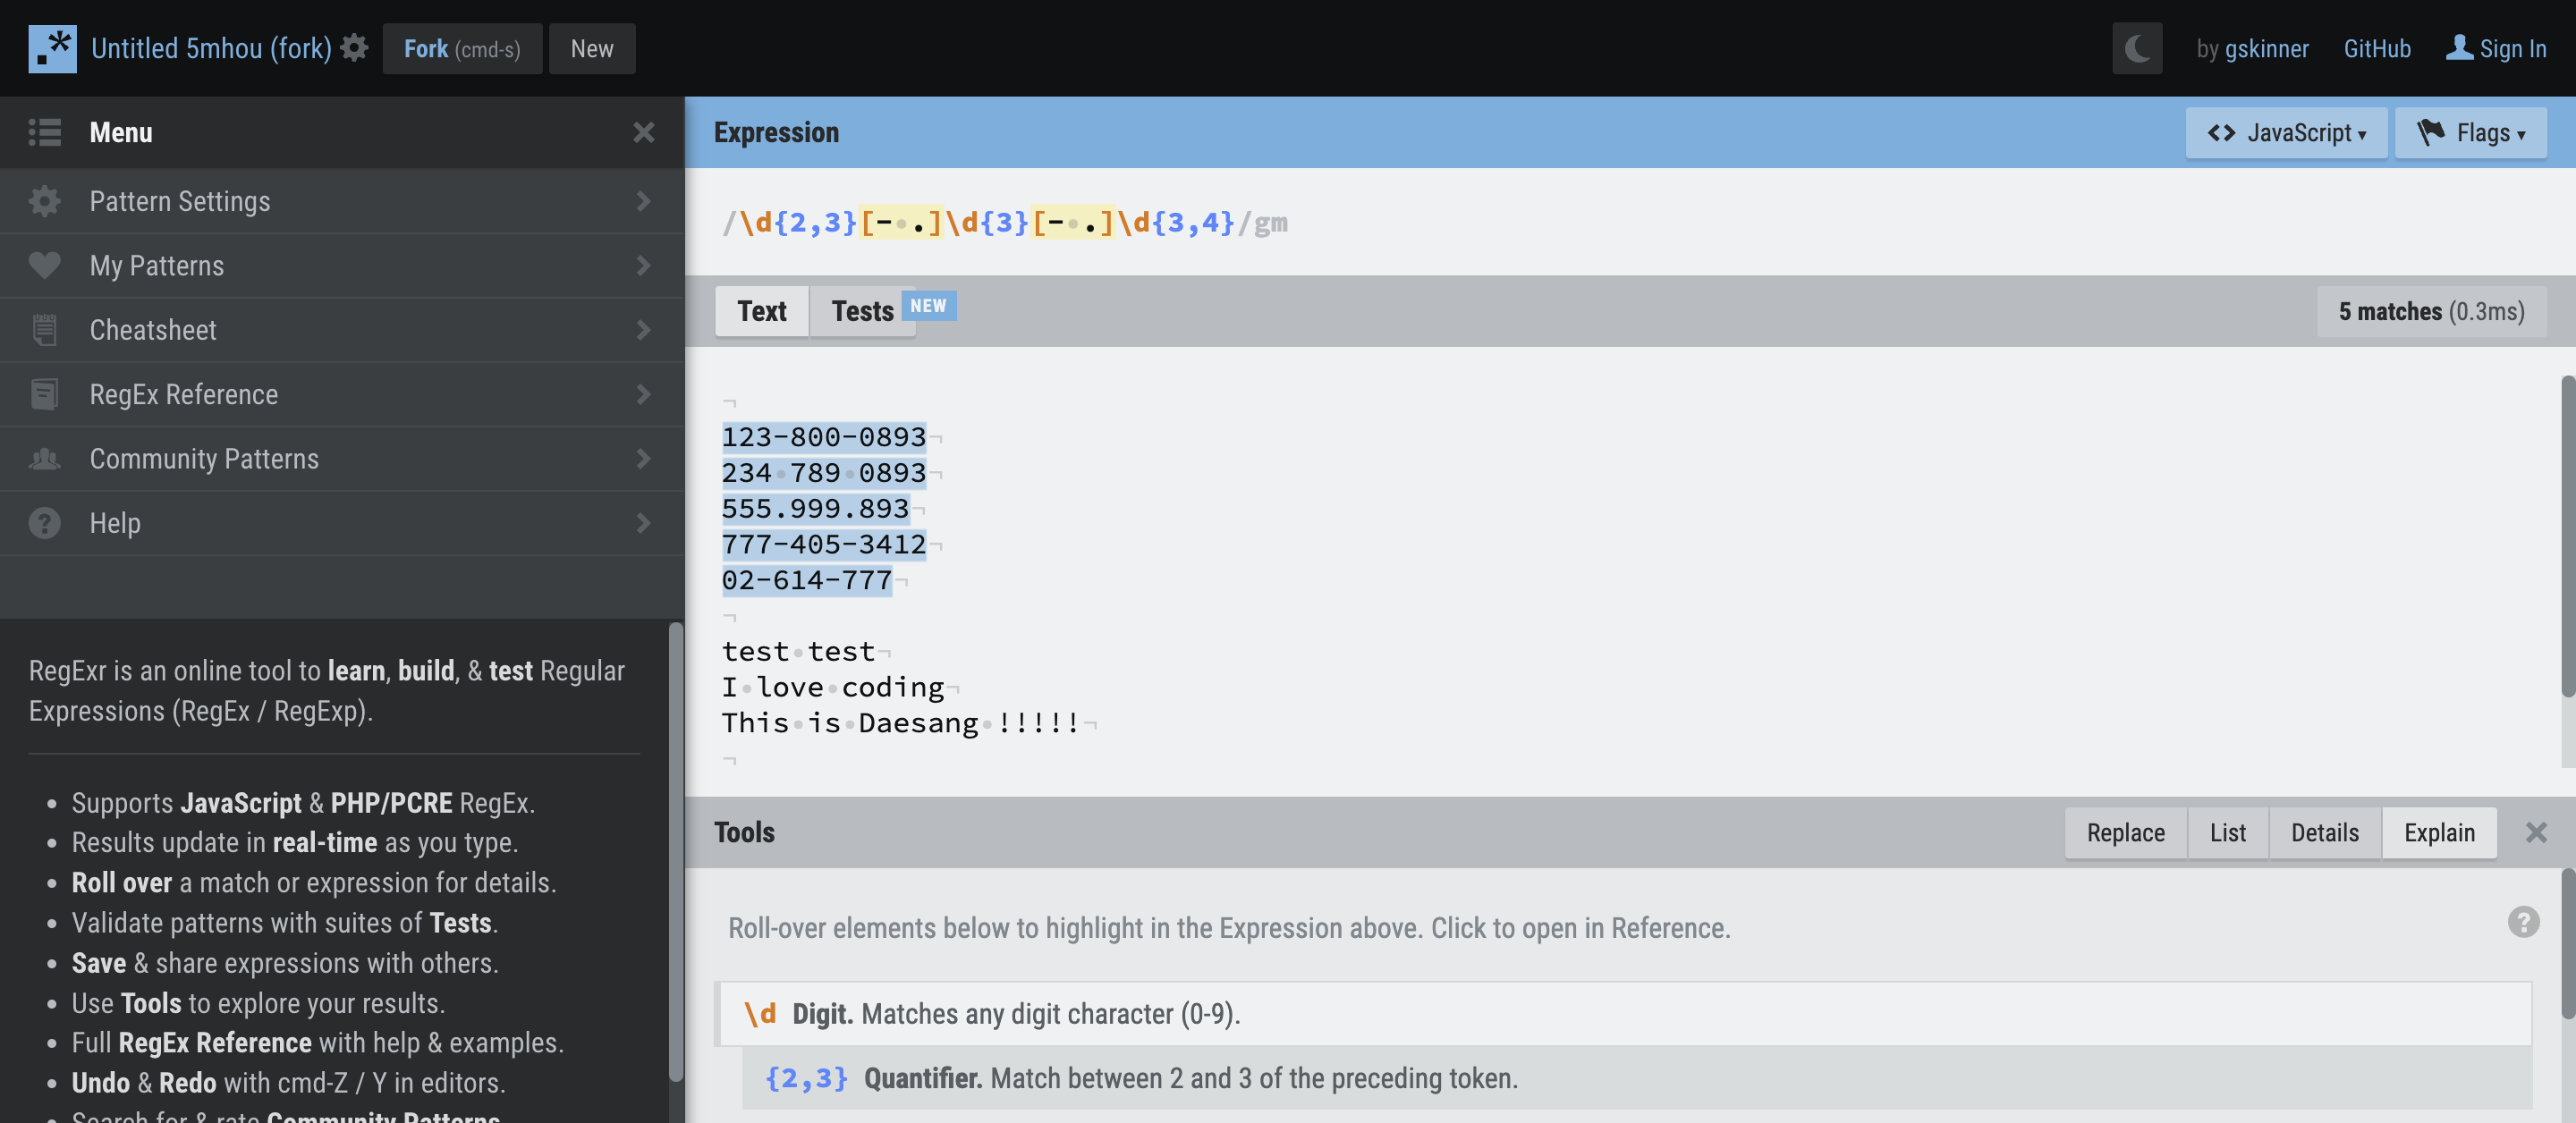 .* Untitled 5mhou (fork) Fork (cmd-s) New by gskinner GitHub Sign In
Menu
Pattern Settings
My Patterns
Cheatsheet
RegEx Reference
Community Patterns
? Help
RegExr is an online tool to learn, build, & test Regular
Expressions (RegEx / RegExp).
• Supports JavaScript & PHP/PCRE RegEx.
• Results update in real-time as you type.
• Roll over a match or expression for details.
• Validate patterns with suites of Tests.
• Save & share expressions with others.
• Use Tools to explore your results.
• Full RegEx Reference with help & examples.
• Undo & Redo with cmd-Z / Y in editors.
• Search for & rate Community Patterns
Expression <> JavaScript ▾ Flags ▾
/\d{2,3}[- .]\d{3}[- .]\d{3,4}/gm
Text Tests NEW 5 matches (0.3ms)
¬
123-800-0893¬
234•789•0893¬
555.999.893¬
777-405-3412¬
02-614-777¬
¬
test•test¬
I•love•coding¬
This•is•Daesang•!!!!!¬
¬
Tools Replace List Details Explain
Roll-over elements below to highlight in the Expression above. Click to open in Reference. ?
\d Digit. Matches any digit character (0-9).
{2,3} Quantifier. Match between 2 and 3 of the preceding token.